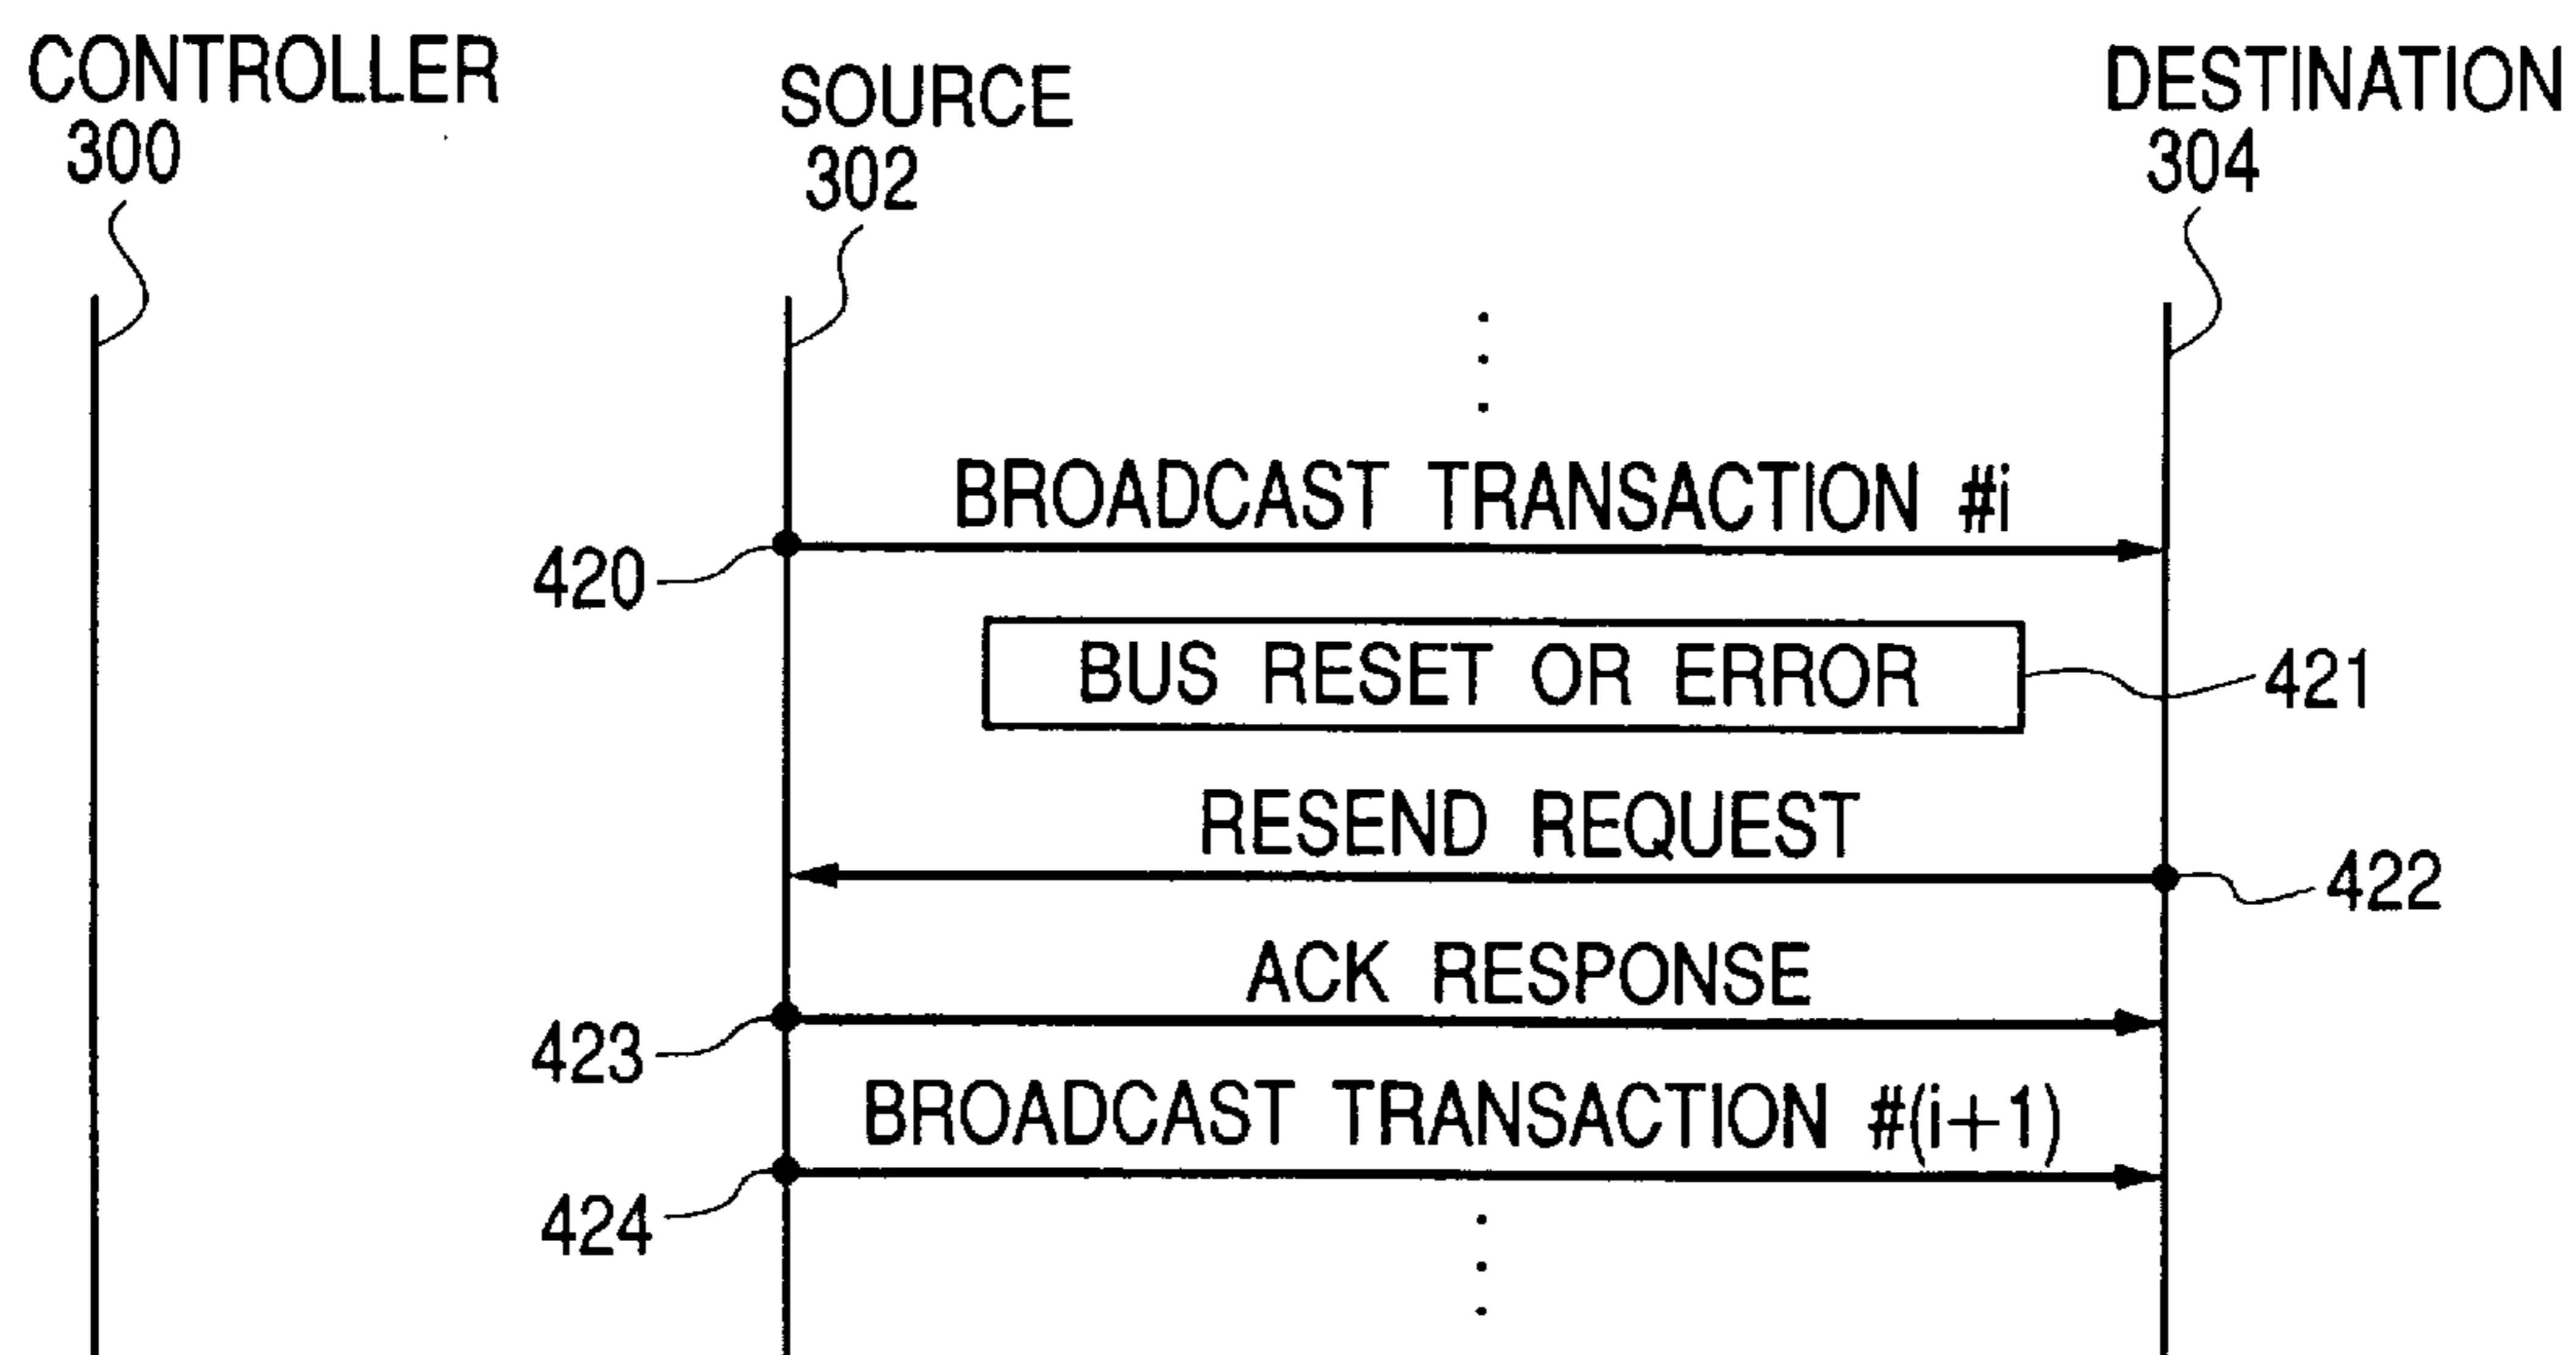 CONTROLLER
300
SOURCE
302
DESTINATION
304
BROADCAST TRANSACTION #i
420
BUS RESET OR ERROR
421
RESEND REQUEST
422
ACK RESPONSE
423
BROADCAST TRANSACTION #(i+1)
424